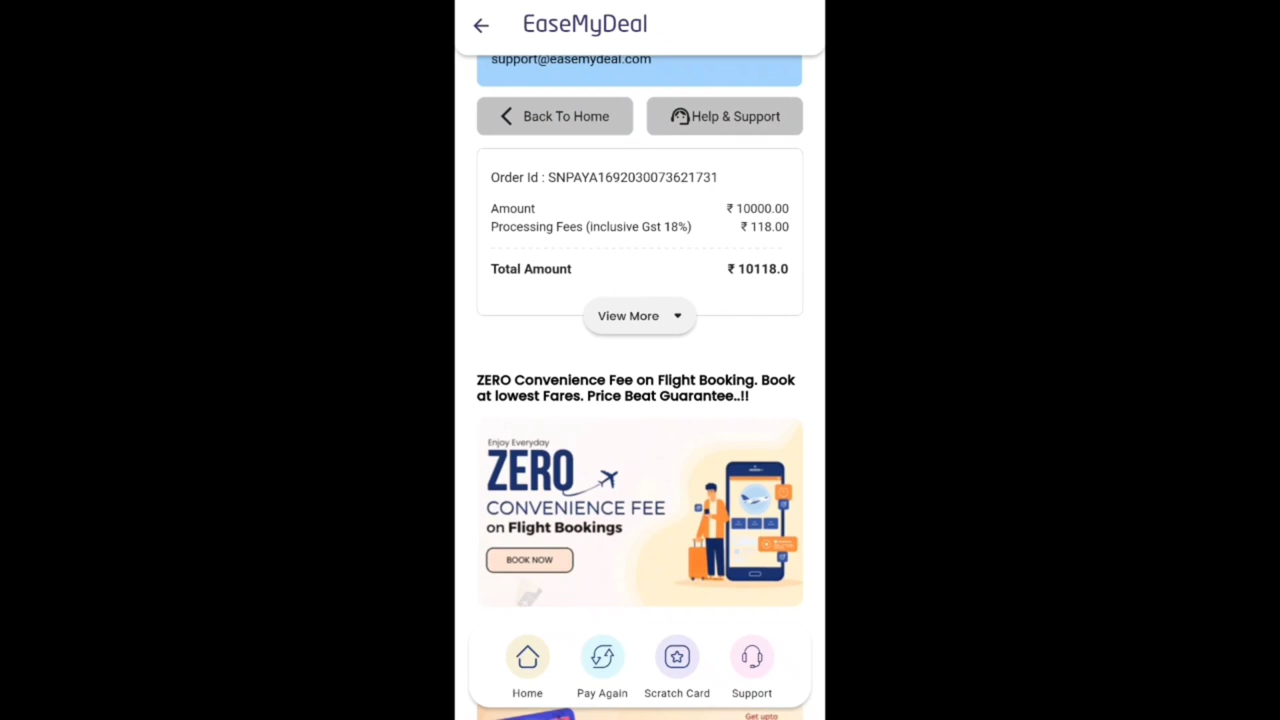 EaseMyDeal
support@easemydeal.com
Back To Home
Help & Support
Order Id : SNPAYA1692030073621731
Amount ₹ 10000.00
Processing Fees (inclusive Gst 18%) ₹ 118.00
Total Amount ₹ 10118.0
View More
ZERO Convenience Fee on Flight Booking. Book
at lowest Fares. Price Beat Guarantee..!!
Enjoy Everyday
ZERO
CONVENIENCE FEE
on Flight Bookings
BOOK NOW
Home Pay Again Scratch Card Support
Get upto